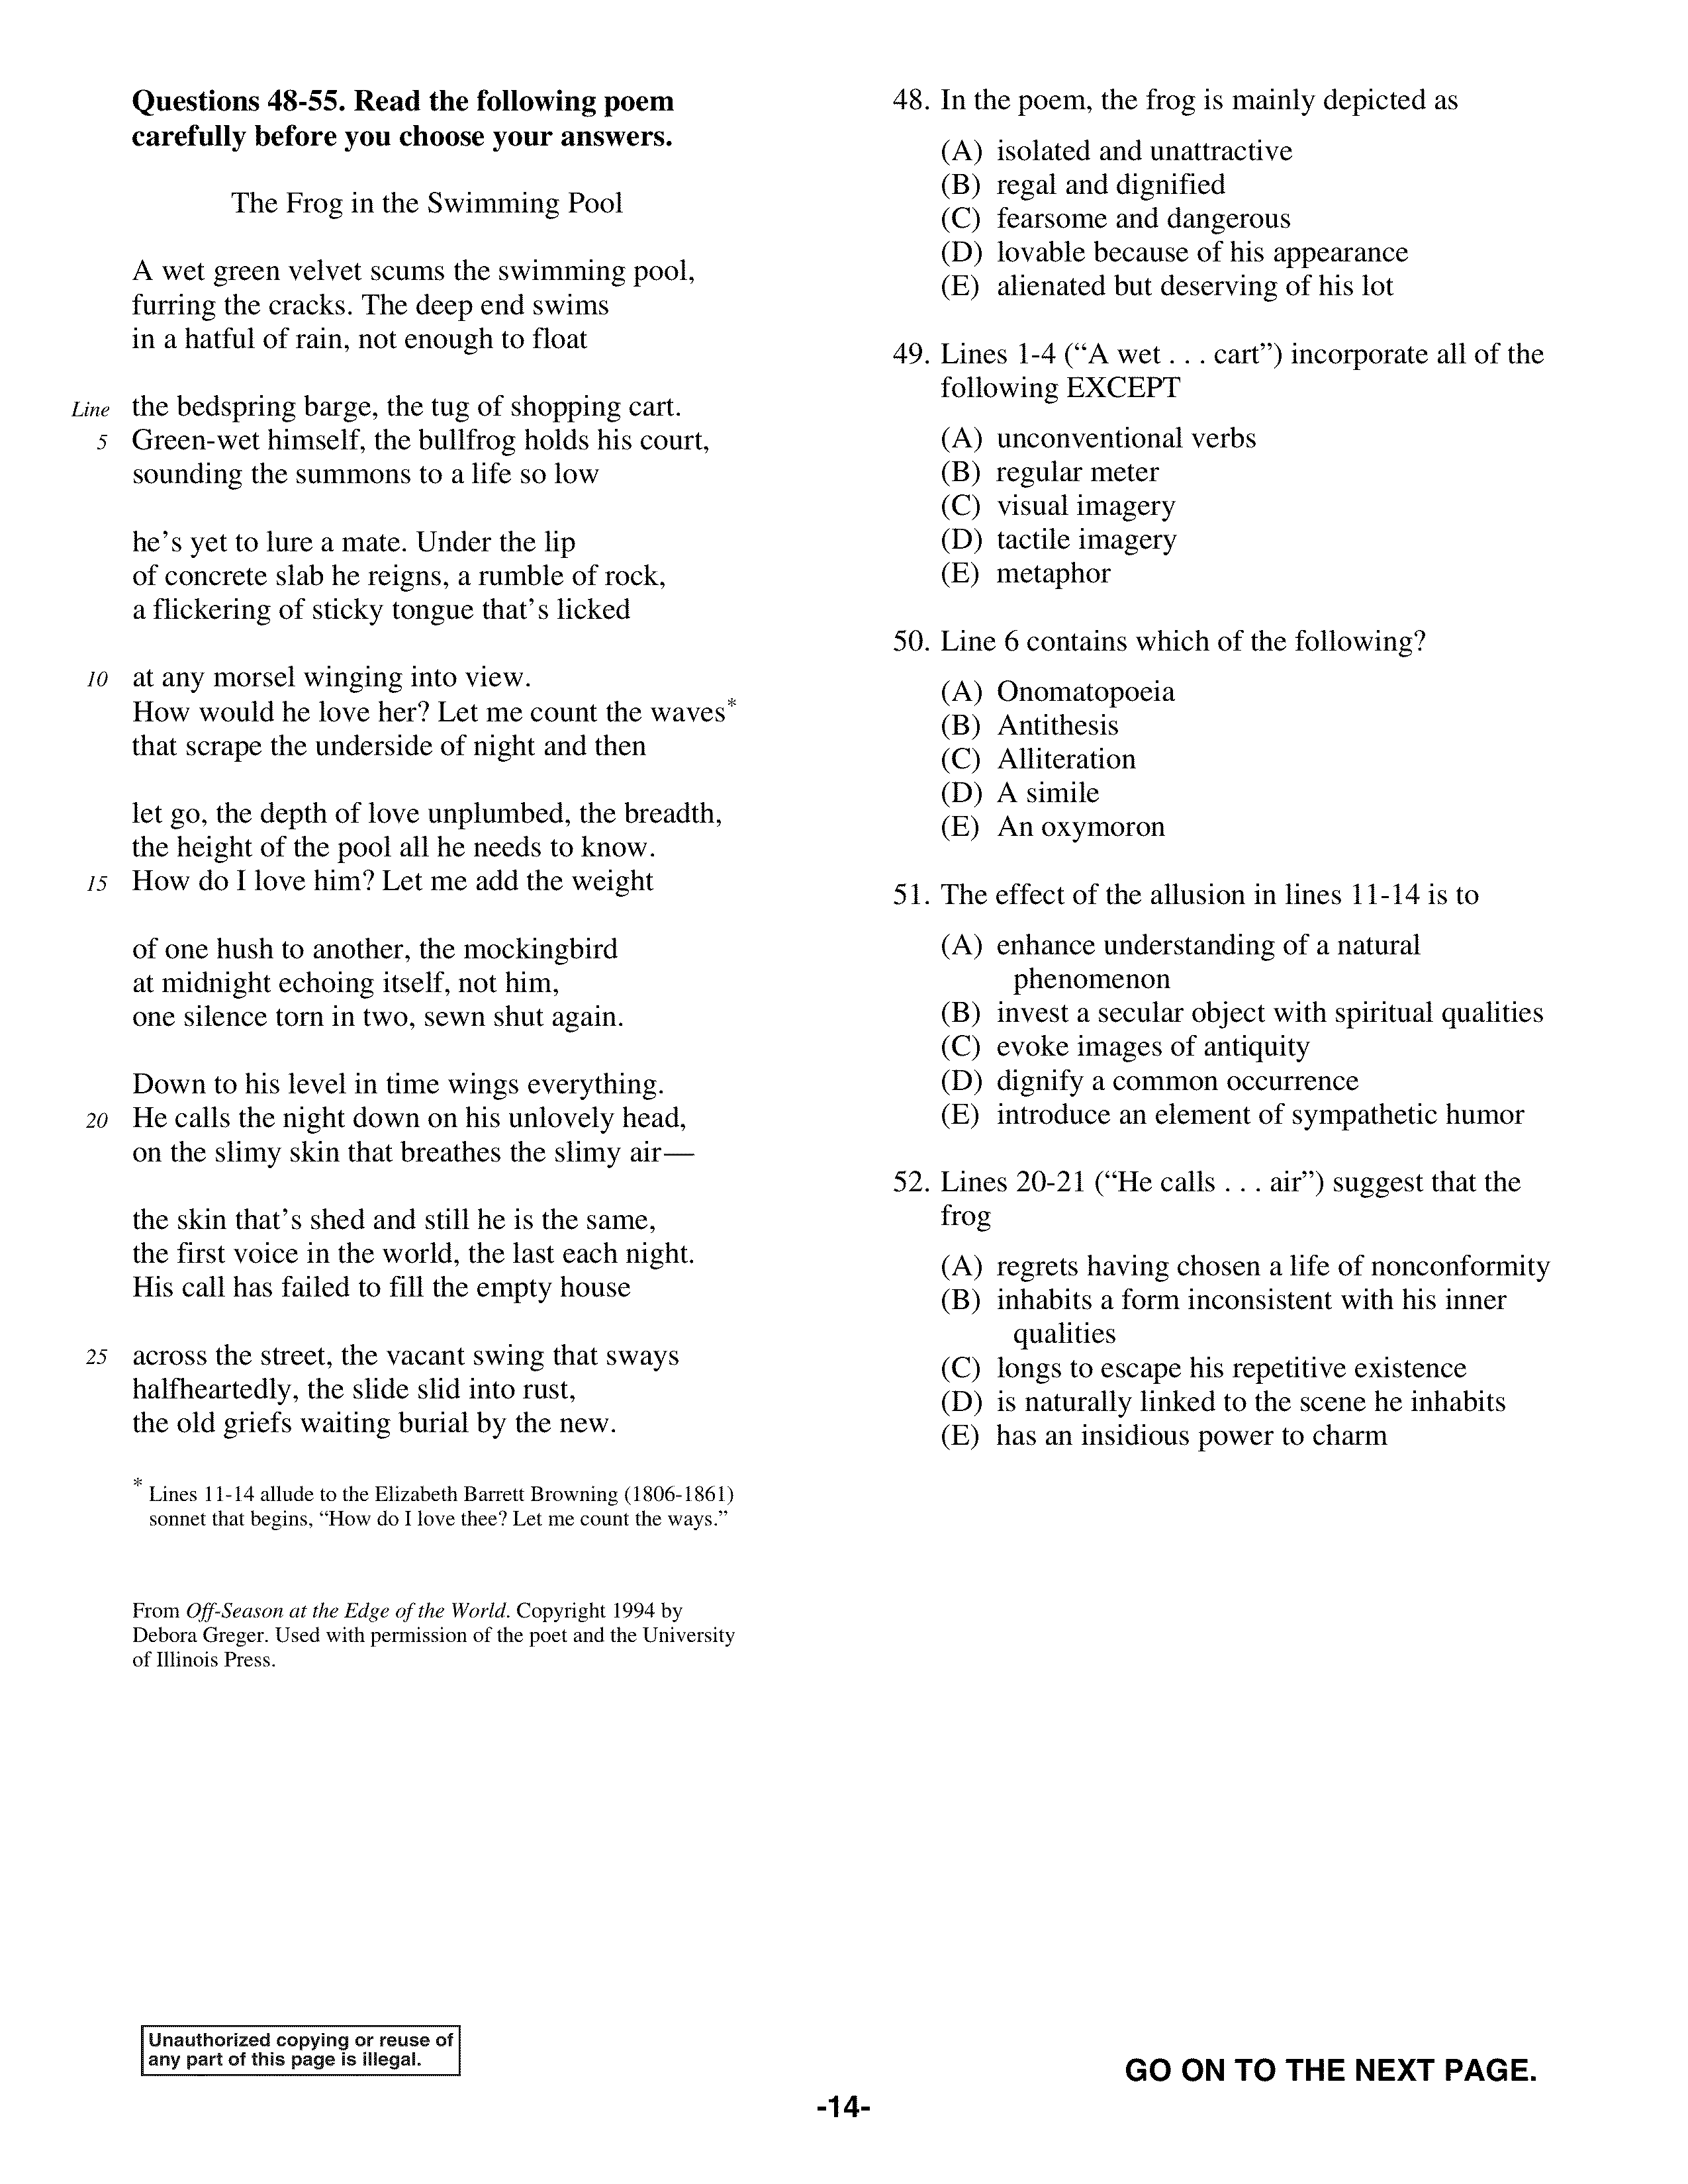 Questions 48-55. Read the following poem
carefully before you choose your answers.
The Frog in the Swimming Pool
A wet green velvet scums the swimming pool,
furring the cracks. The deep end swims
in a hatful of rain, not enough to float
Line the bedspring barge, the tug of shopping cart.
5 Green-wet himself, the bullfrog holds his court,
sounding the summons to a life so low
he's yet to lure a mate. Under the lip
of concrete slab he reigns, a rumble of rock,
a flickering of sticky tongue that's licked
10 at any morsel winging into view.
How would he love her? Let me count the waves*
that scrape the underside of night and then
let go, the depth of love unplumbed, the breadth,
the height of the pool all he needs to know.
15 How do I love him? Let me add the weight
of one hush to another, the mockingbird
at midnight echoing itself, not him,
one silence torn in two, sewn shut again.
Down to his level in time wings everything.
20 He calls the night down on his unlovely head,
on the slimy skin that breathes the slimy air—
the skin that's shed and still he is the same,
the first voice in the world, the last each night.
His call has failed to fill the empty house
25 across the street, the vacant swing that sways
halfheartedly, the slide slid into rust,
the old griefs waiting burial by the new.
* Lines 11-14 allude to the Elizabeth Barrett Browning (1806-1861)
sonnet that begins, “How do I love thee? Let me count the ways.”
From Off-Season at the Edge of the World. Copyright 1994 by
Debora Greger. Used with permission of the poet and the University
of Illinois Press.
48. In the poem, the frog is mainly depicted as
(A) isolated and unattractive
(B) regal and dignified
(C) fearsome and dangerous
(D) lovable because of his appearance
(E) alienated but deserving of his lot
49. Lines 1-4 (“A wet . . . cart”) incorporate all of the
following EXCEPT
(A) unconventional verbs
(B) regular meter
(C) visual imagery
(D) tactile imagery
(E) metaphor
50. Line 6 contains which of the following?
(A) Onomatopoeia
(B) Antithesis
(C) Alliteration
(D) A simile
(E) An oxymoron
51. The effect of the allusion in lines 11-14 is to
(A) enhance understanding of a natural
phenomenon
(B) invest a secular object with spiritual qualities
(C) evoke images of antiquity
(D) dignify a common occurrence
(E) introduce an element of sympathetic humor
52. Lines 20-21 (“He calls . . . air”) suggest that the
frog
(A) regrets having chosen a life of nonconformity
(B) inhabits a form inconsistent with his inner
qualities
(C) longs to escape his repetitive existence
(D) is naturally linked to the scene he inhabits
(E) has an insidious power to charm
Unauthorized copying or reuse of
any part of this page is illegal.
GO ON TO THE NEXT PAGE.
-14-